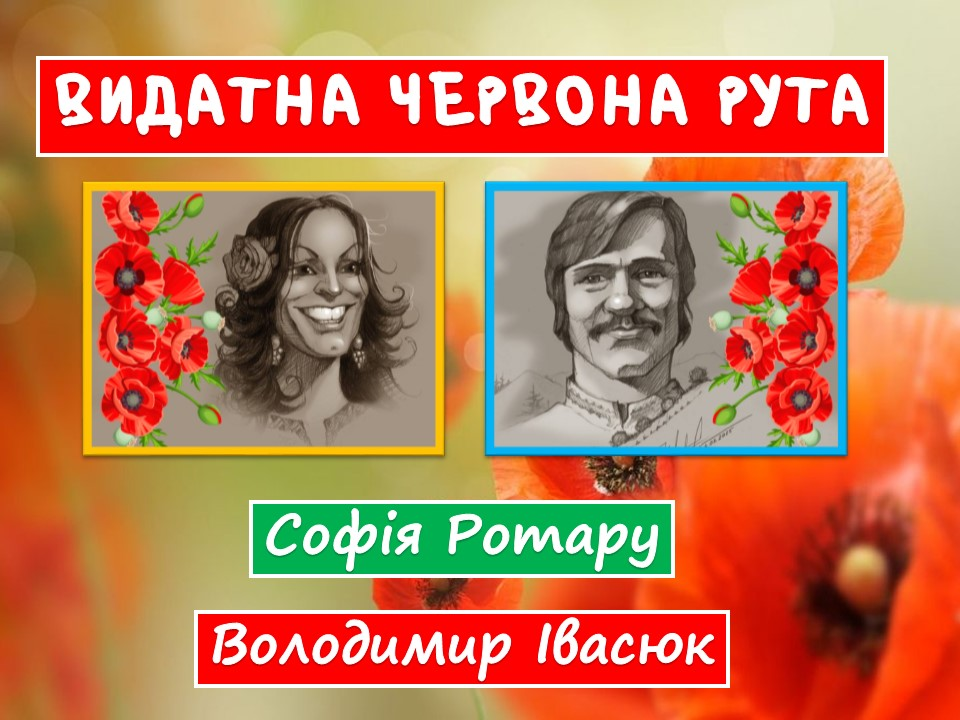 ВИДАТНА ЧЕРВОНА РУТА
Софія Ротару
Володимир Івасюк